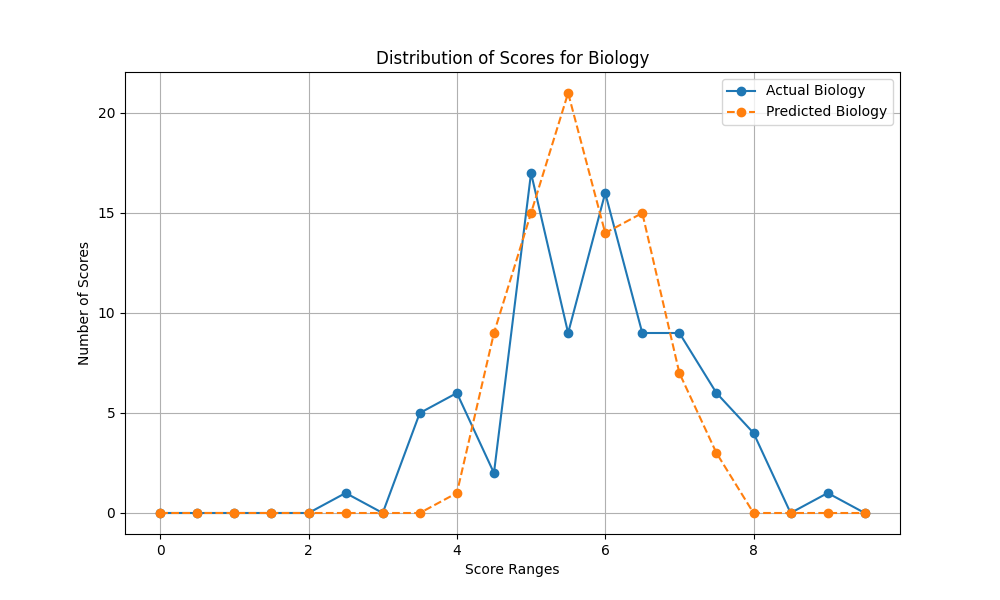 Distribution of Scores for Biology
Actual Biology
Predicted Biology
20
15
10
5
0
Number of Scores
0 2 4 6 8
Score Ranges